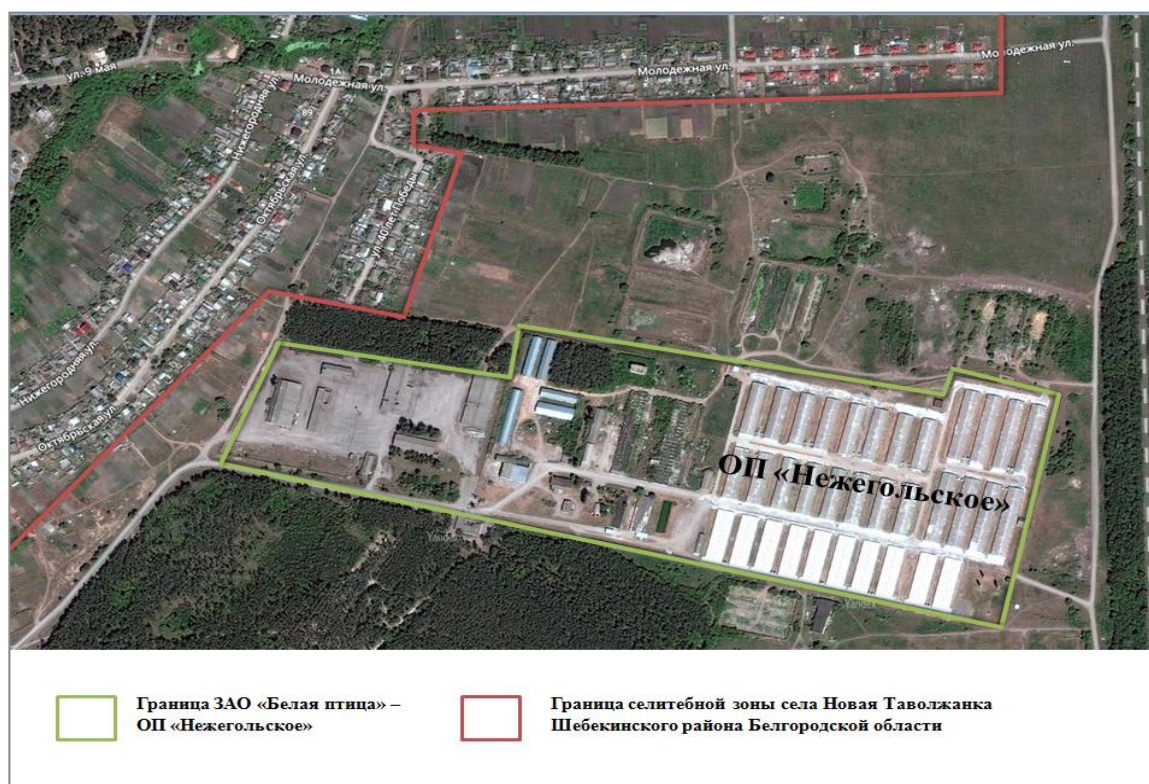 ул. 9 мая
Нижегородняя ул.
Молодежная ул.
Молодежная ул.
Молодежная ул.
Октябрьская ул.
ул. 40 лет Победы
Нижегородняя ул.
Октябрьская ул.
ОП «Нежегольское»
Yandex
Yandex
Граница ЗАО «Белая птица» –
ОП «Нежегольское»
Граница селитебной зоны села Новая Таволжанка
Шебекинского района Белгородской области